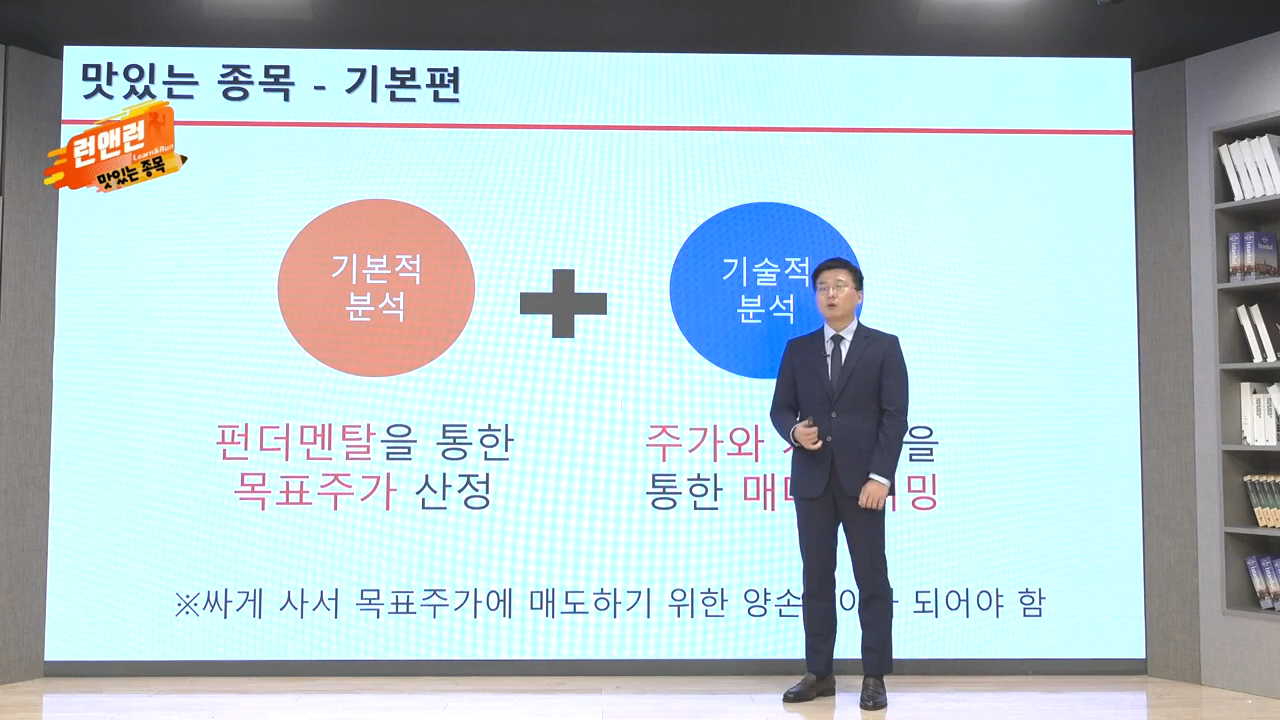 맛있는 종목 - 기본편
런앤런
Learn&Run
맛있는 종목
기본적
분석
기술적
분석
펀더멘탈을 통한
목표주가 산정
주가와 을
통한 밍
※싸게 사서 목표주가에 매도하기 위한 되어야 함